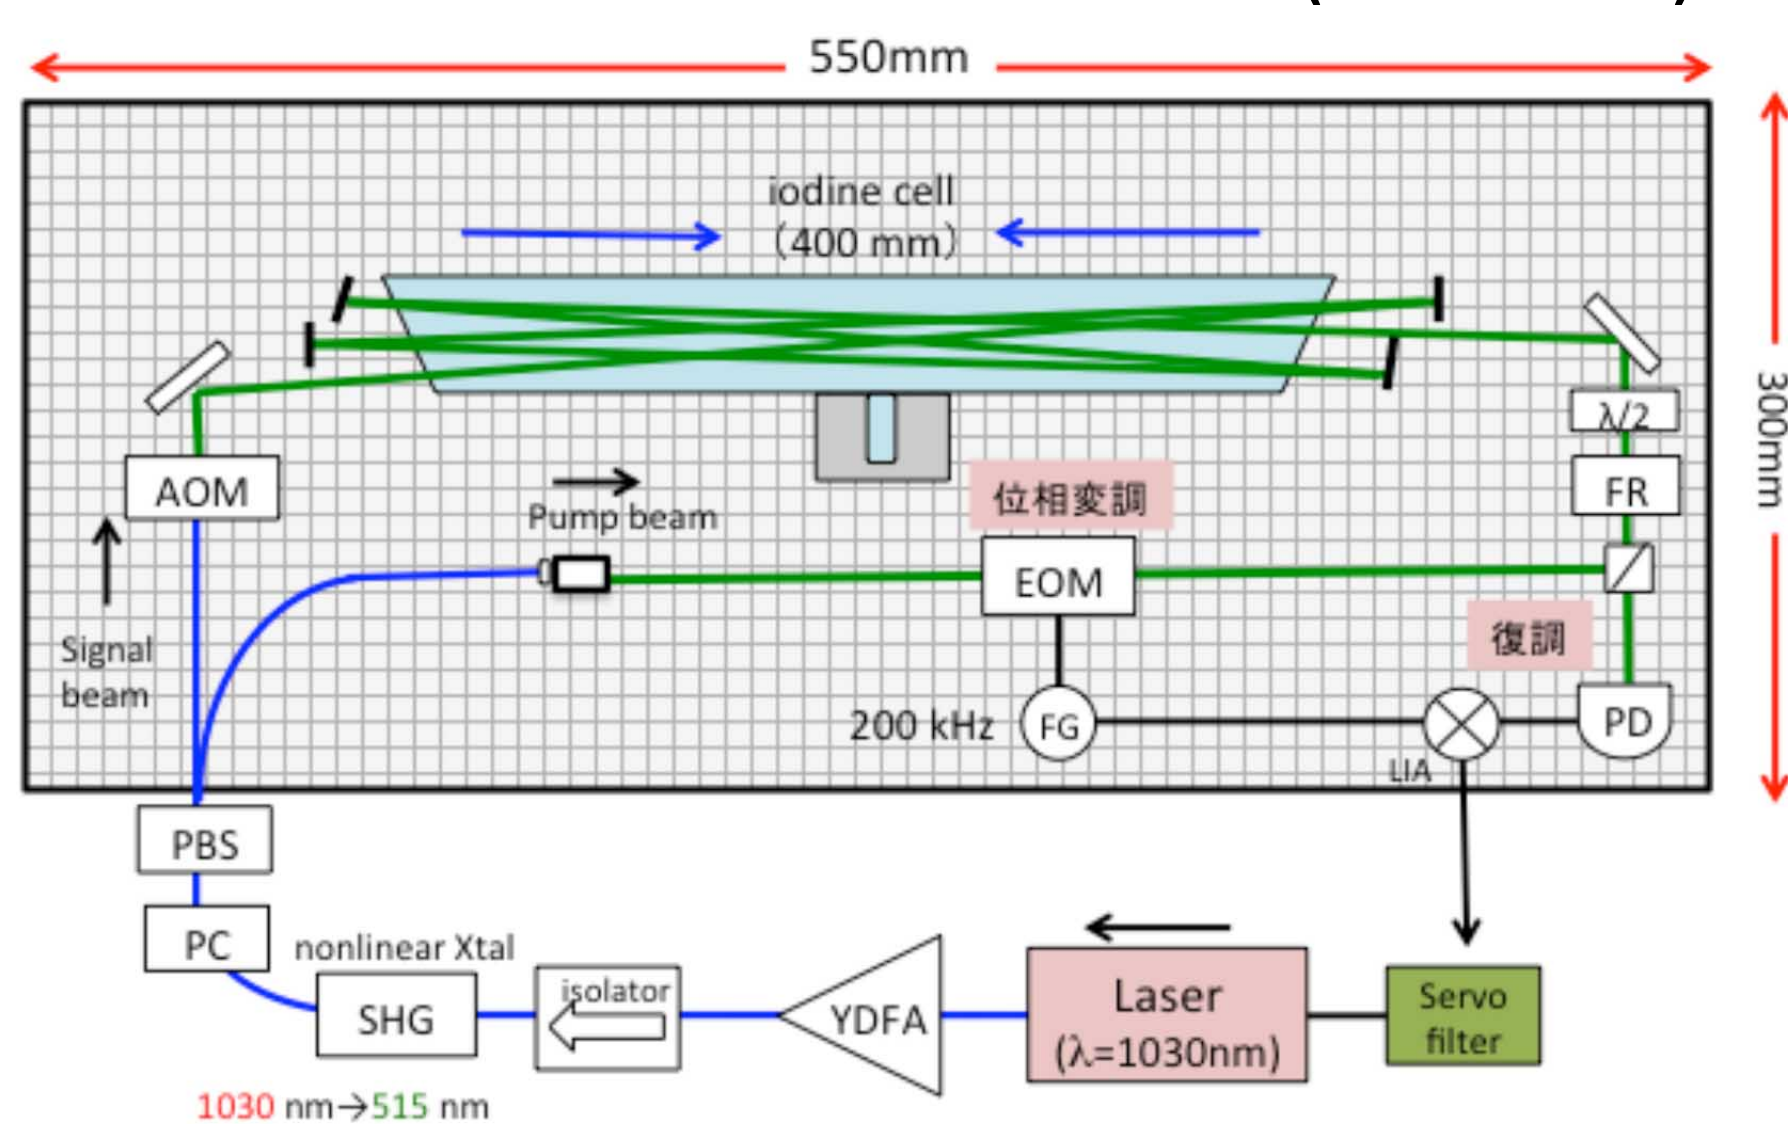 550mm
300mm
iodine cell
（400 mm）
λ/2
AOM
FR
Pump beam
位相変調
EOM
Signal
beam
復調
200 kHz
FG
PD
LIA
PBS
PC
nonlinear Xtal
SHG
isolator
YDFA
Laser
(λ=1030nm)
Servo
filter
1030 nm→515 nm